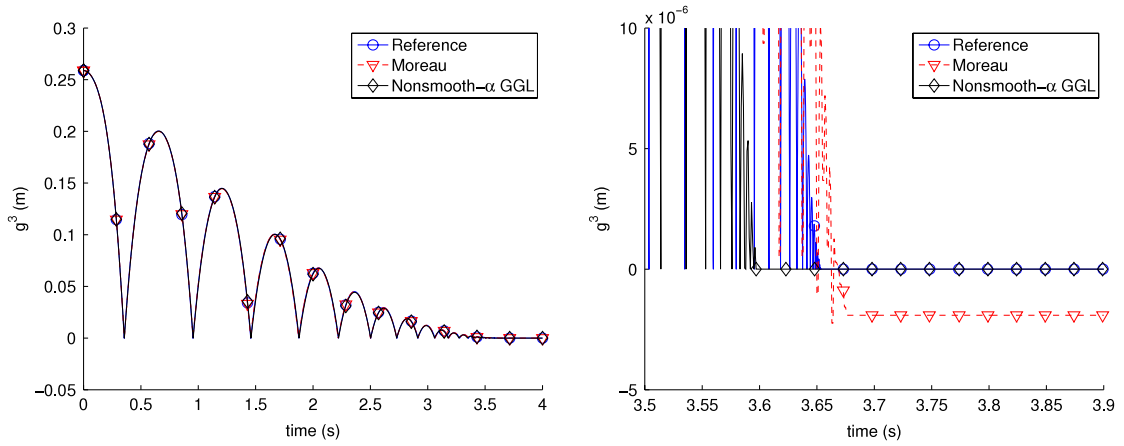 0.3
0.25
0.2
0.15
0.1
0.05
0
−0.05
g³ (m)
0 0.5 1 1.5 2 2.5 3 3.5 4
time (s)
Reference
Moreau
Nonsmooth−α GGL
x 10⁻⁶
10
5
0
−5
g³ (m)
3.5 3.55 3.6 3.65 3.7 3.75 3.8 3.85 3.9
time (s)
Reference
Moreau
Nonsmooth−α GGL